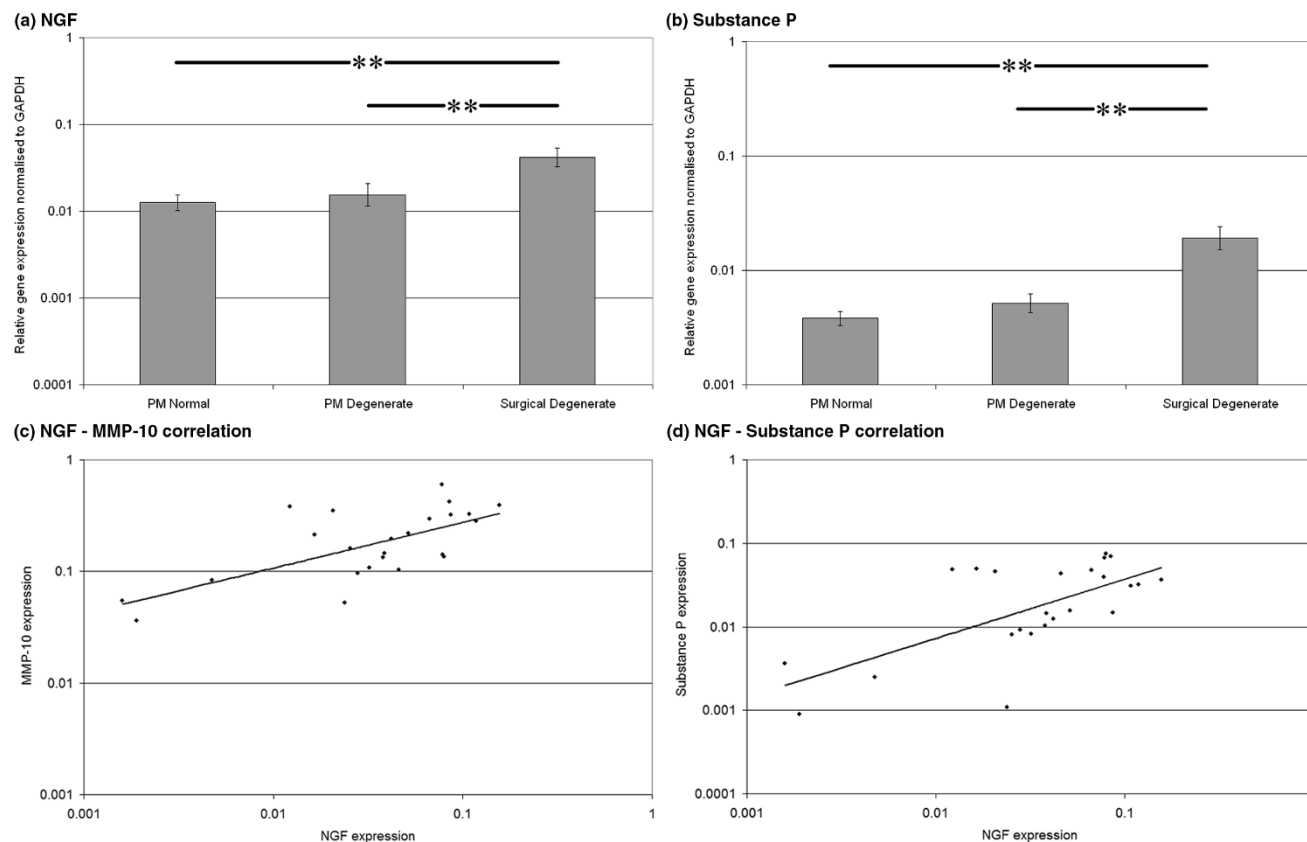 (a) NGF
Relative gene expression normalised to GAPDH
1
0.1
0.01
0.001
0.0001
**
**
PM Normal PM Degenerate Surgical Degenerate
(b) Substance P
Relative gene expression normalised to GAPDH
1
0.1
0.01
0.001
**
**
PM Normal PM Degenerate Surgical Degenerate
(c) NGF - MMP-10 correlation
MMP-10 expression
1
0.1
0.01
0.001
0.001 0.01 0.1 1
NGF expression
(d) NGF - Substance P correlation
Substance P expression
1
0.1
0.01
0.001
0.0001
0.001 0.01 0.1
NGF expression